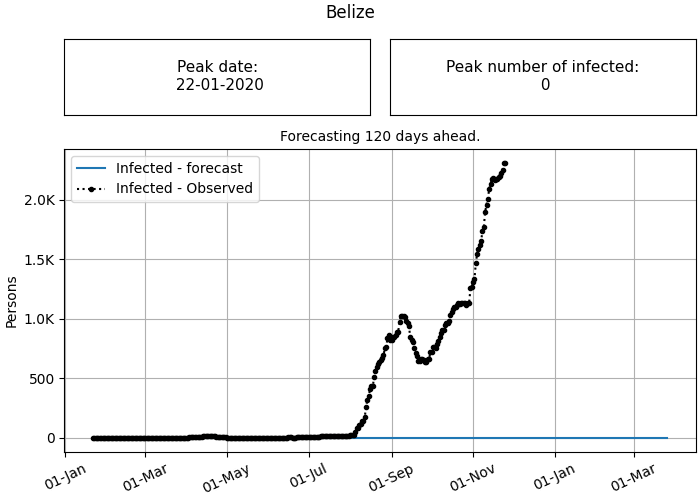 Belize
Peak date:
22-01-2020
Peak number of infected:
0
Forecasting 120 days ahead.
Infected - forecast
Infected - Observed
Persons
2.0K
1.5K
1.0K
500
0
01-Jan
01-Mar
01-May
01-Jul
01-Sep
01-Nov
01-Jan
01-Mar